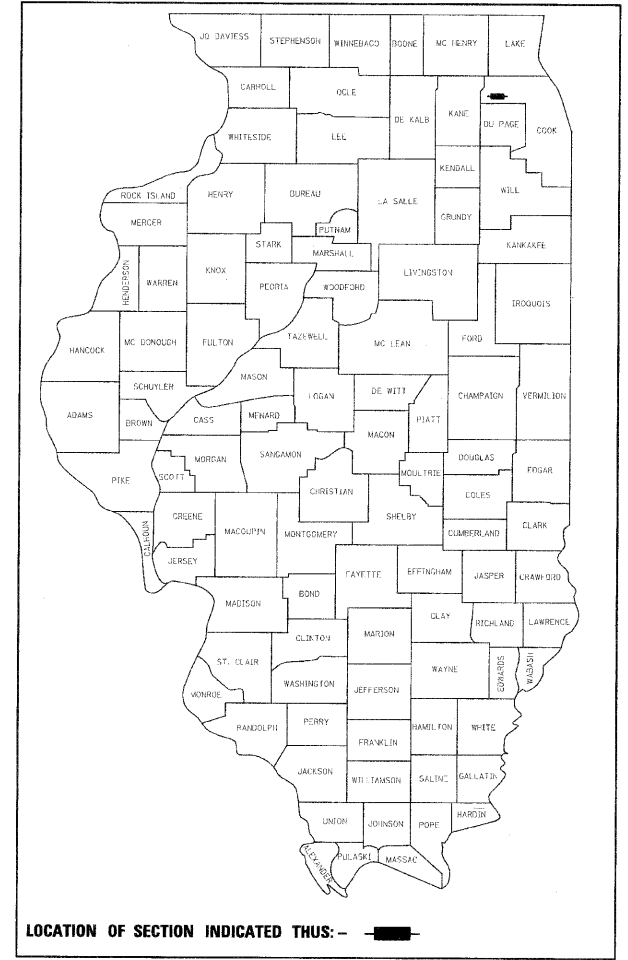 JO DAVIESS
STEPHENSON
WINNEBAGO
BOONE
MC HENRY
LAKE
CARROLL
OGLE
DE KALB
KANE
DU PAGE
COOK
WHITESIDE
LEE
KENDALL
WILL
ROCK ISLAND
HENRY
BUREAU
LA SALLE
GRUNDY
MERCER
PUTNAM
KANKAKEE
STARK
MARSHALL
HENDERSON
WARREN
KNOX
PEORIA
WOODFORD
LIVINGSTON
IROQUOIS
HANCOCK
MC DONOUGH
FULTON
TAZEWELL
MC LEAN
FORD
MASON
SCHUYLER
LOGAN
DE WITT
CHAMPAIGN
VERMILION
ADAMS
BROWN
CASS
MENARD
MACON
PIATT
MORGAN
SANGAMON
DOUGLAS
EDGAR
PIKE
SCOTT
CHRISTIAN
MOULTRIE
COLES
GREENE
MACOUPIN
MONTGOMERY
SHELBY
CUMBERLAND
CLARK
CALHOUN
JERSEY
FAYETTE
EFFINGHAM
JASPER
CRAWFORD
MADISON
BOND
CLAY
RICHLAND
LAWRENCE
CLINTON
MARION
ST. CLAIR
WAYNE
EDWARDS
WABASH
WASHINGTON
JEFFERSON
MONROE
RANDOLPH
PERRY
HAMILTON
WHITE
FRANKLIN
JACKSON
WILLIAMSON
SALINE
GALLATIN
UNION
JOHNSON
POPE
HARDIN
ALEXANDER
PULASKI
MASSAC
LOCATION OF SECTION INDICATED THUS: –